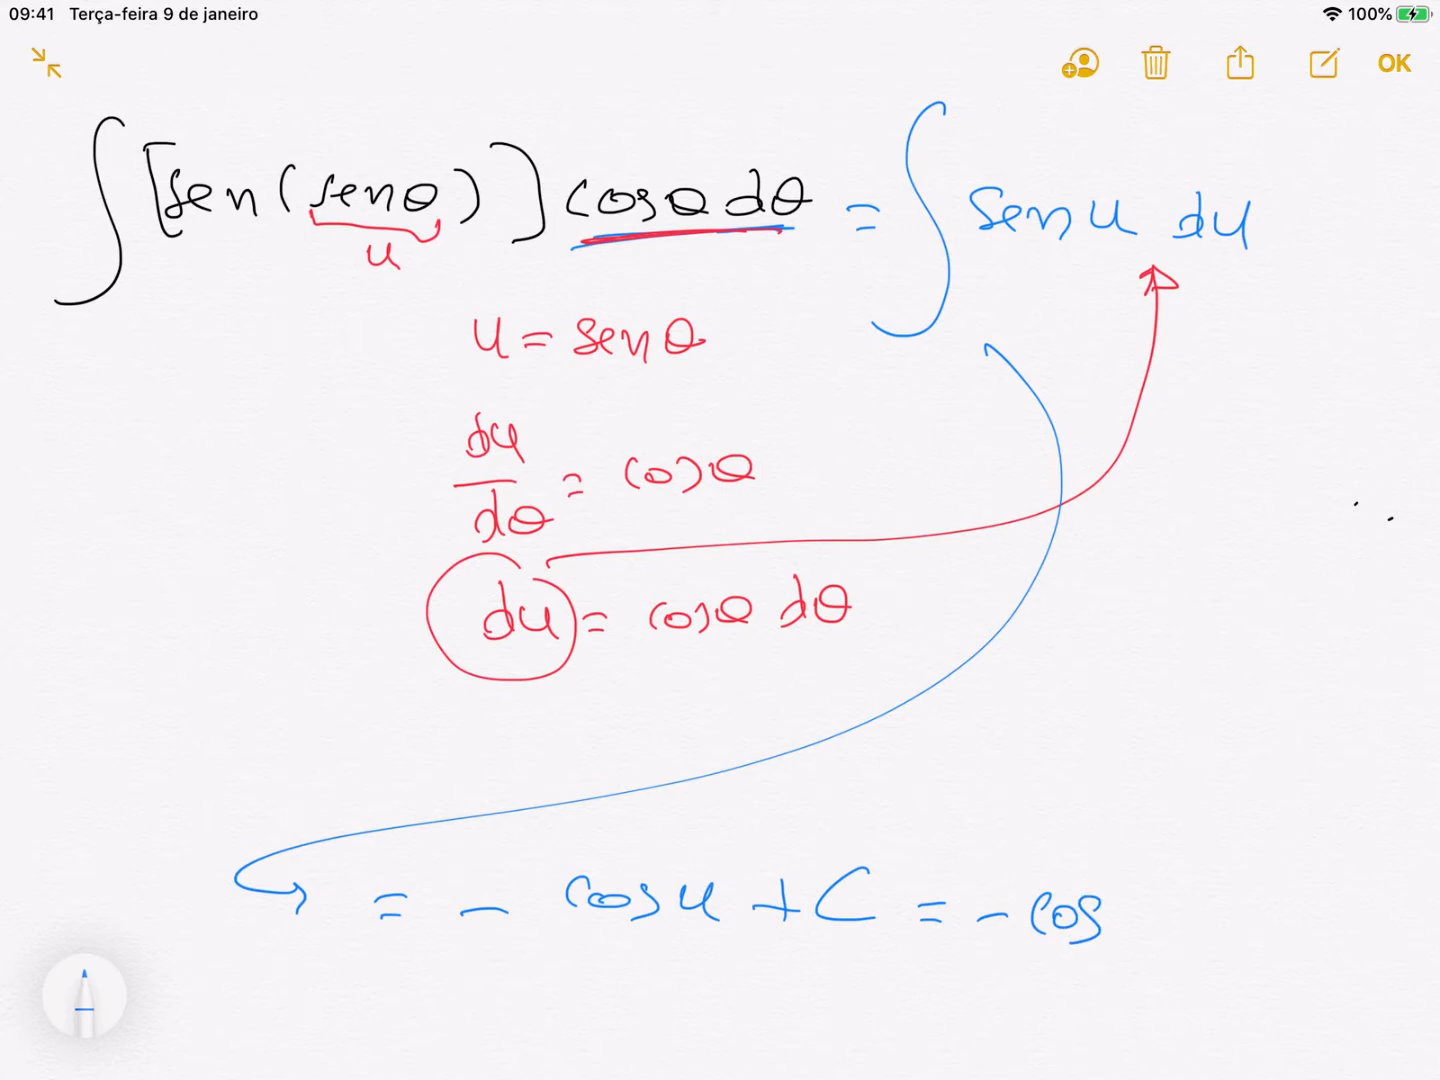 09:41 Terça-feira 9 de janeiro 100%
OK
∫ [sen(senθ)] cosθ dθ = ∫ sen u du
u
u = senθ
du/dθ = cosθ
du = cosθ dθ
= - cos u + C = - cos